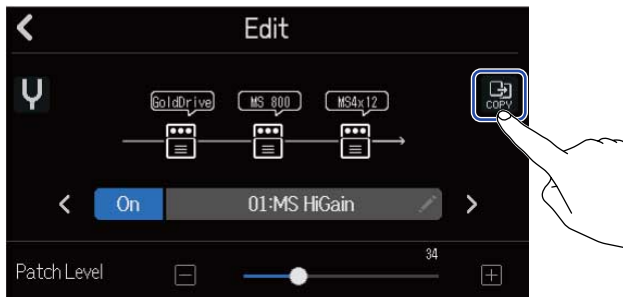 Edit
GoldDrive MS 800 MS4x12
COPY
On 01:MS HiGain
34
Patch Level